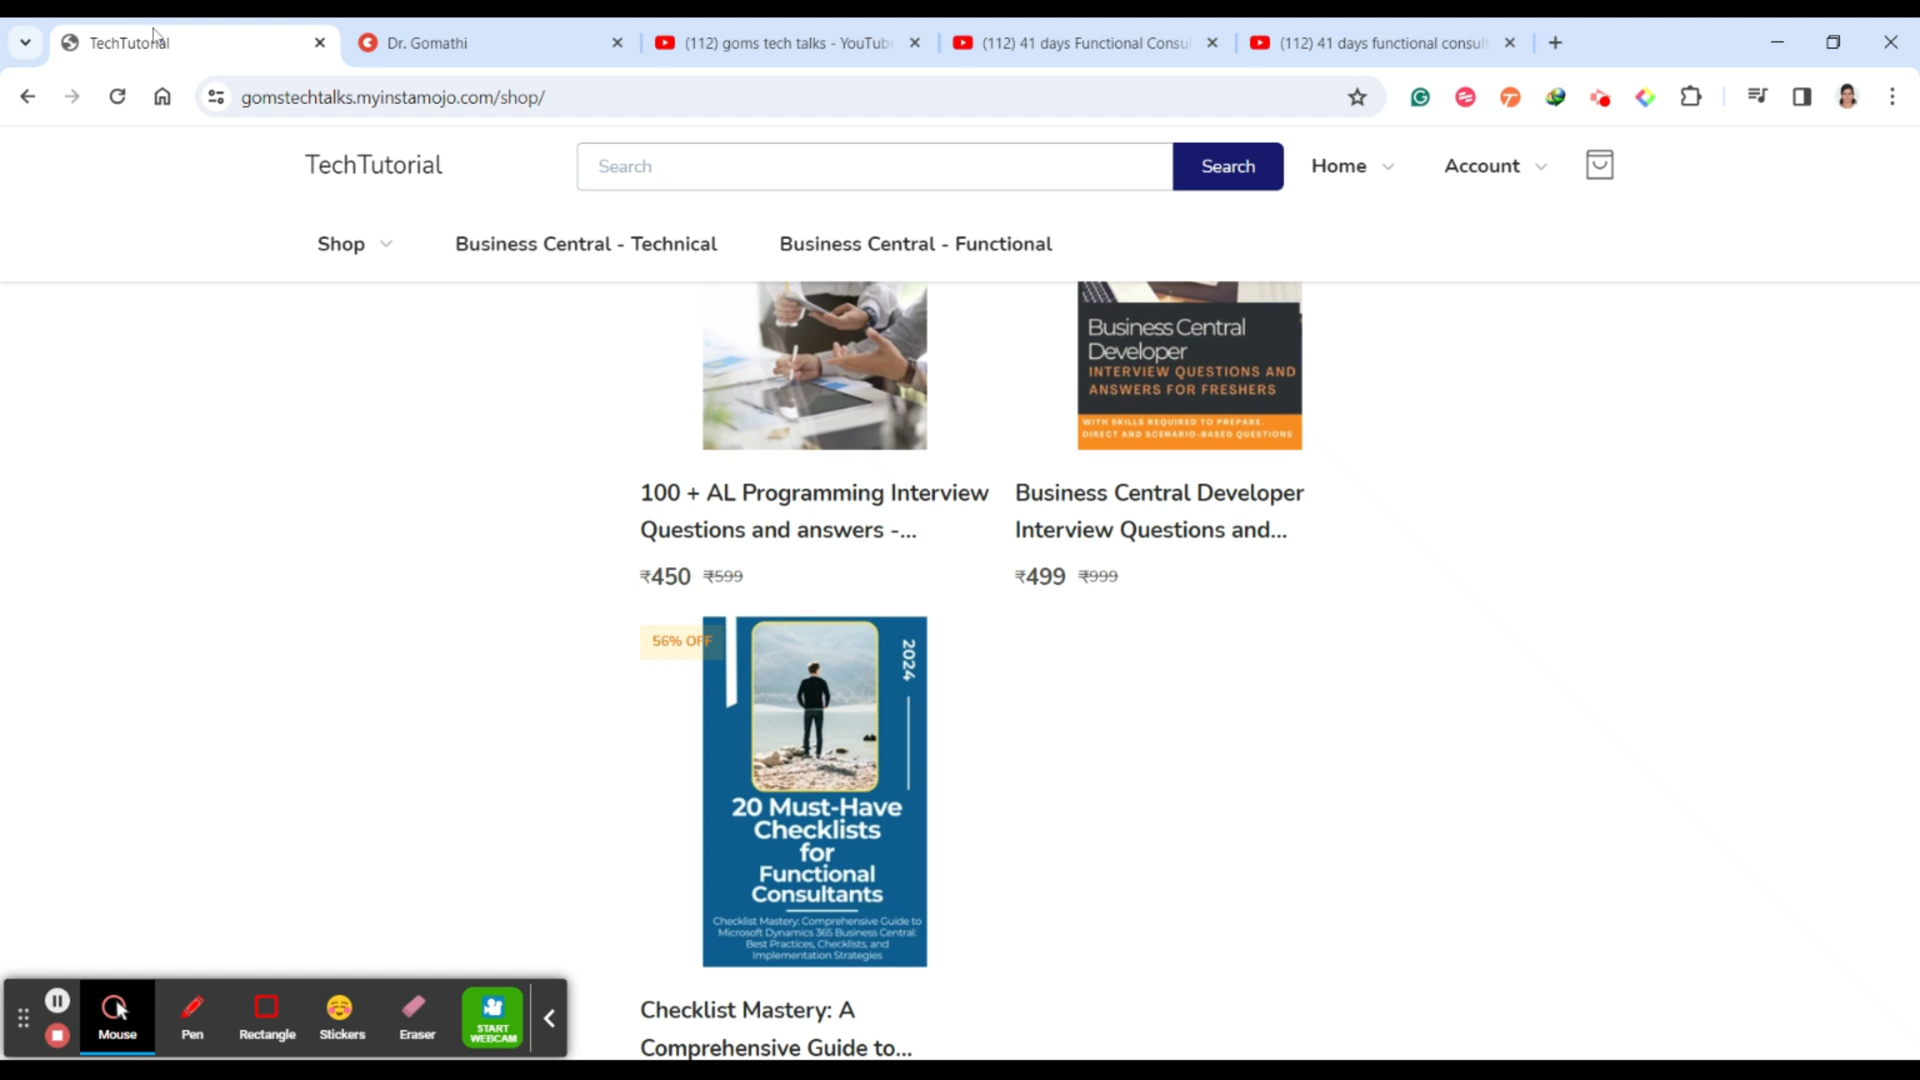 TechTutorial
Dr. Gomathi
(112) goms tech talks - YouTub
(112) 41 days Functional Consul
(112) 41 days functional consult
gomstechtalks.myinstamojo.com/shop/
TechTutorial
Search
Search
Home
Account
Shop
Business Central - Technical
Business Central - Functional
Business Central
Developer
INTERVIEW QUESTIONS AND
ANSWERS FOR FRESHERS
WITH SKILLS REQUIRED TO PREPARE.
DIRECT AND SCENARIO-BASED QUESTIONS
100 + AL Programming Interview
Questions and answers -...
₹450 ₹599
Business Central Developer
Interview Questions and...
₹499 ₹999
56% OFF
2024
20 Must-Have
Checklists
for
Functional
Consultants
Checklist Mastery: Comprehensive Guide to
Microsoft Dynamics 365 Business Central:
Best Practices, Checklists, and
Implementation Strategies
Checklist Mastery: A
Comprehensive Guide to...
Mouse
Pen
Rectangle
Stickers
Eraser
START
WEBCAM